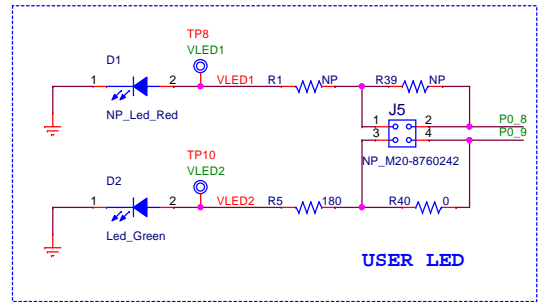 TP8
VLED1
D1
1 2 VLED1 R1 NP R39 NP
NP_Led_Red
J5
1 2 P0_8
3 4 P0_9
NP_M20-8760242
TP10
VLED2
D2
1 2 VLED2 R5 180 R40 0
Led_Green
USER LED